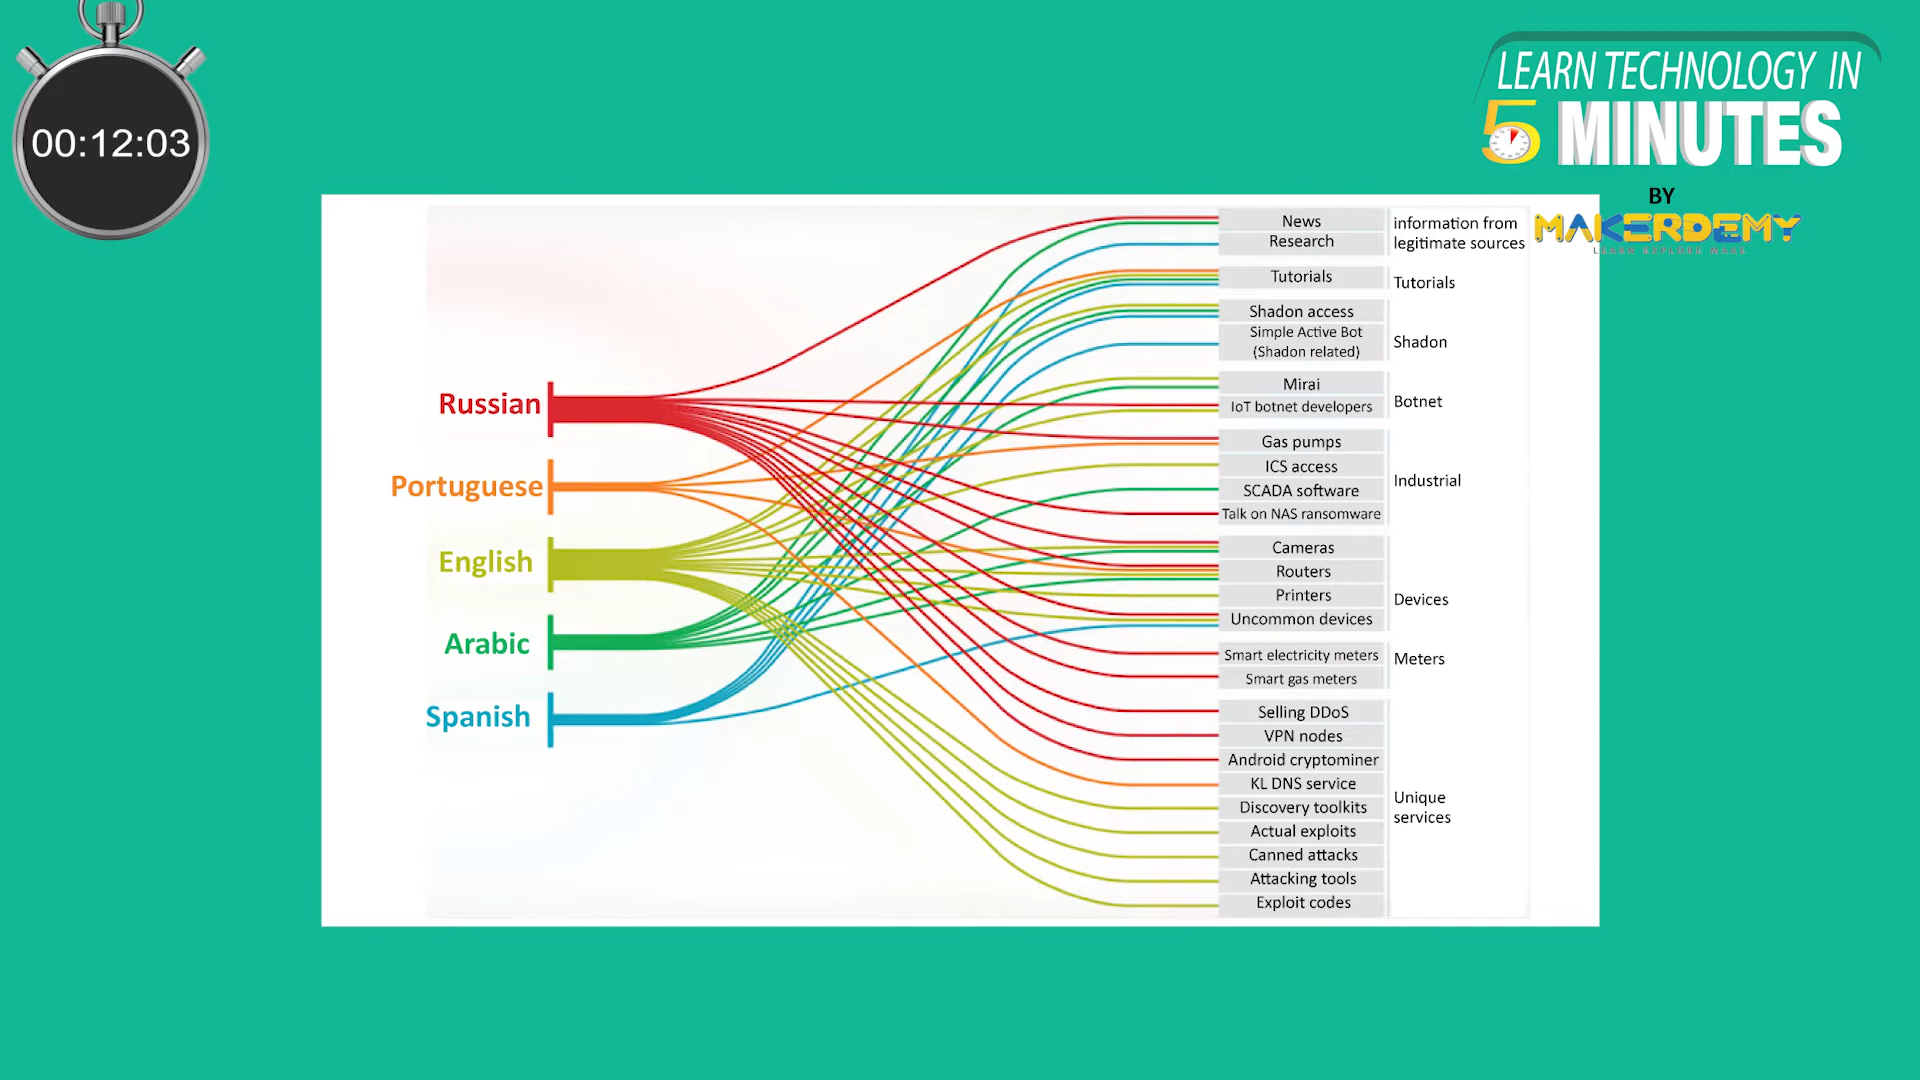 00:12:03
LEARN TECHNOLOGY IN
5 MINUTES
BY
MAKERDEMY
LEARN EXPLORE MAKE
Russian
Portuguese
English
Arabic
Spanish
News
Research
information from
legitimate sources
Tutorials
Tutorials
Shadon access
Simple Active Bot
(Shadon related)
Shadon
Mirai
IoT botnet developers
Botnet
Gas pumps
ICS access
SCADA software
Talk on NAS ransomware
Industrial
Cameras
Routers
Printers
Uncommon devices
Devices
Smart electricity meters
Smart gas meters
Meters
Selling DDoS
VPN nodes
Android cryptominer
KL DNS service
Discovery toolkits
Actual exploits
Canned attacks
Attacking tools
Exploit codes
Unique
services